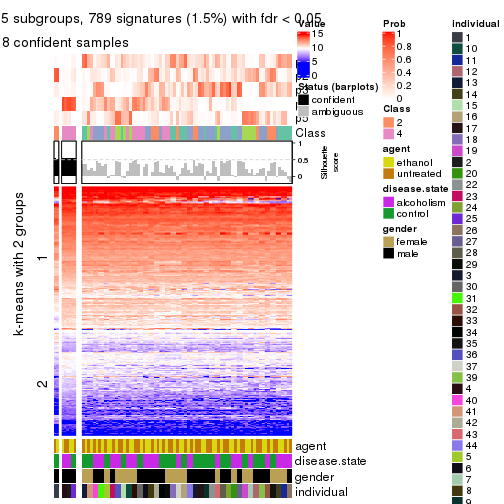 5 subgroups, 789 signatures (1.5%) with fdr < 0.05
8 confident samples
p3
p5
Class
1
0.5
0
Silhouette
score
k-means with 2 groups
1
2
agent
disease.state
gender
individual
Value
15
10
5
0
Status (barplots)
confident
ambiguous
Prob
1
0.8
0.6
0.4
0.2
0
Class
2
4
agent
ethanol
untreated
disease.state
alcoholism
control
gender
female
male
individual
1
10
11
12
13
14
15
16
17
18
19
2
20
22
23
24
25
26
27
28
29
3
30
31
32
33
34
35
36
37
39
4
40
41
42
43
44
5
6
7
8
9